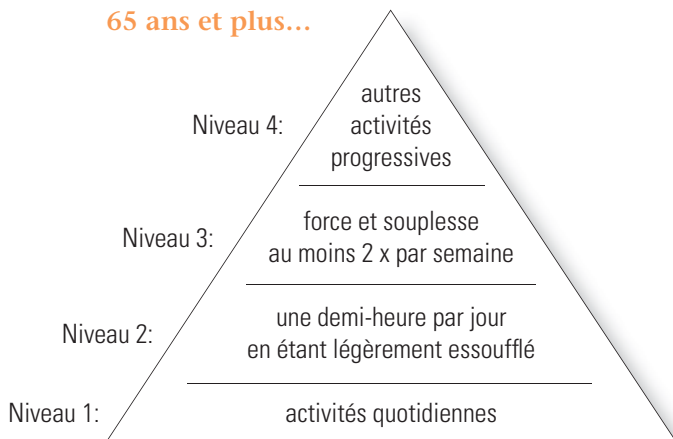 65 ans et plus...
autres
Niveau 4: activités
progressives
force et souplesse
Niveau 3:
au moins 2 x par semaine
une demi-heure par jour
Niveau 2:
en étant légèrement essoufflé
Niveau 1: activités quotidiennes